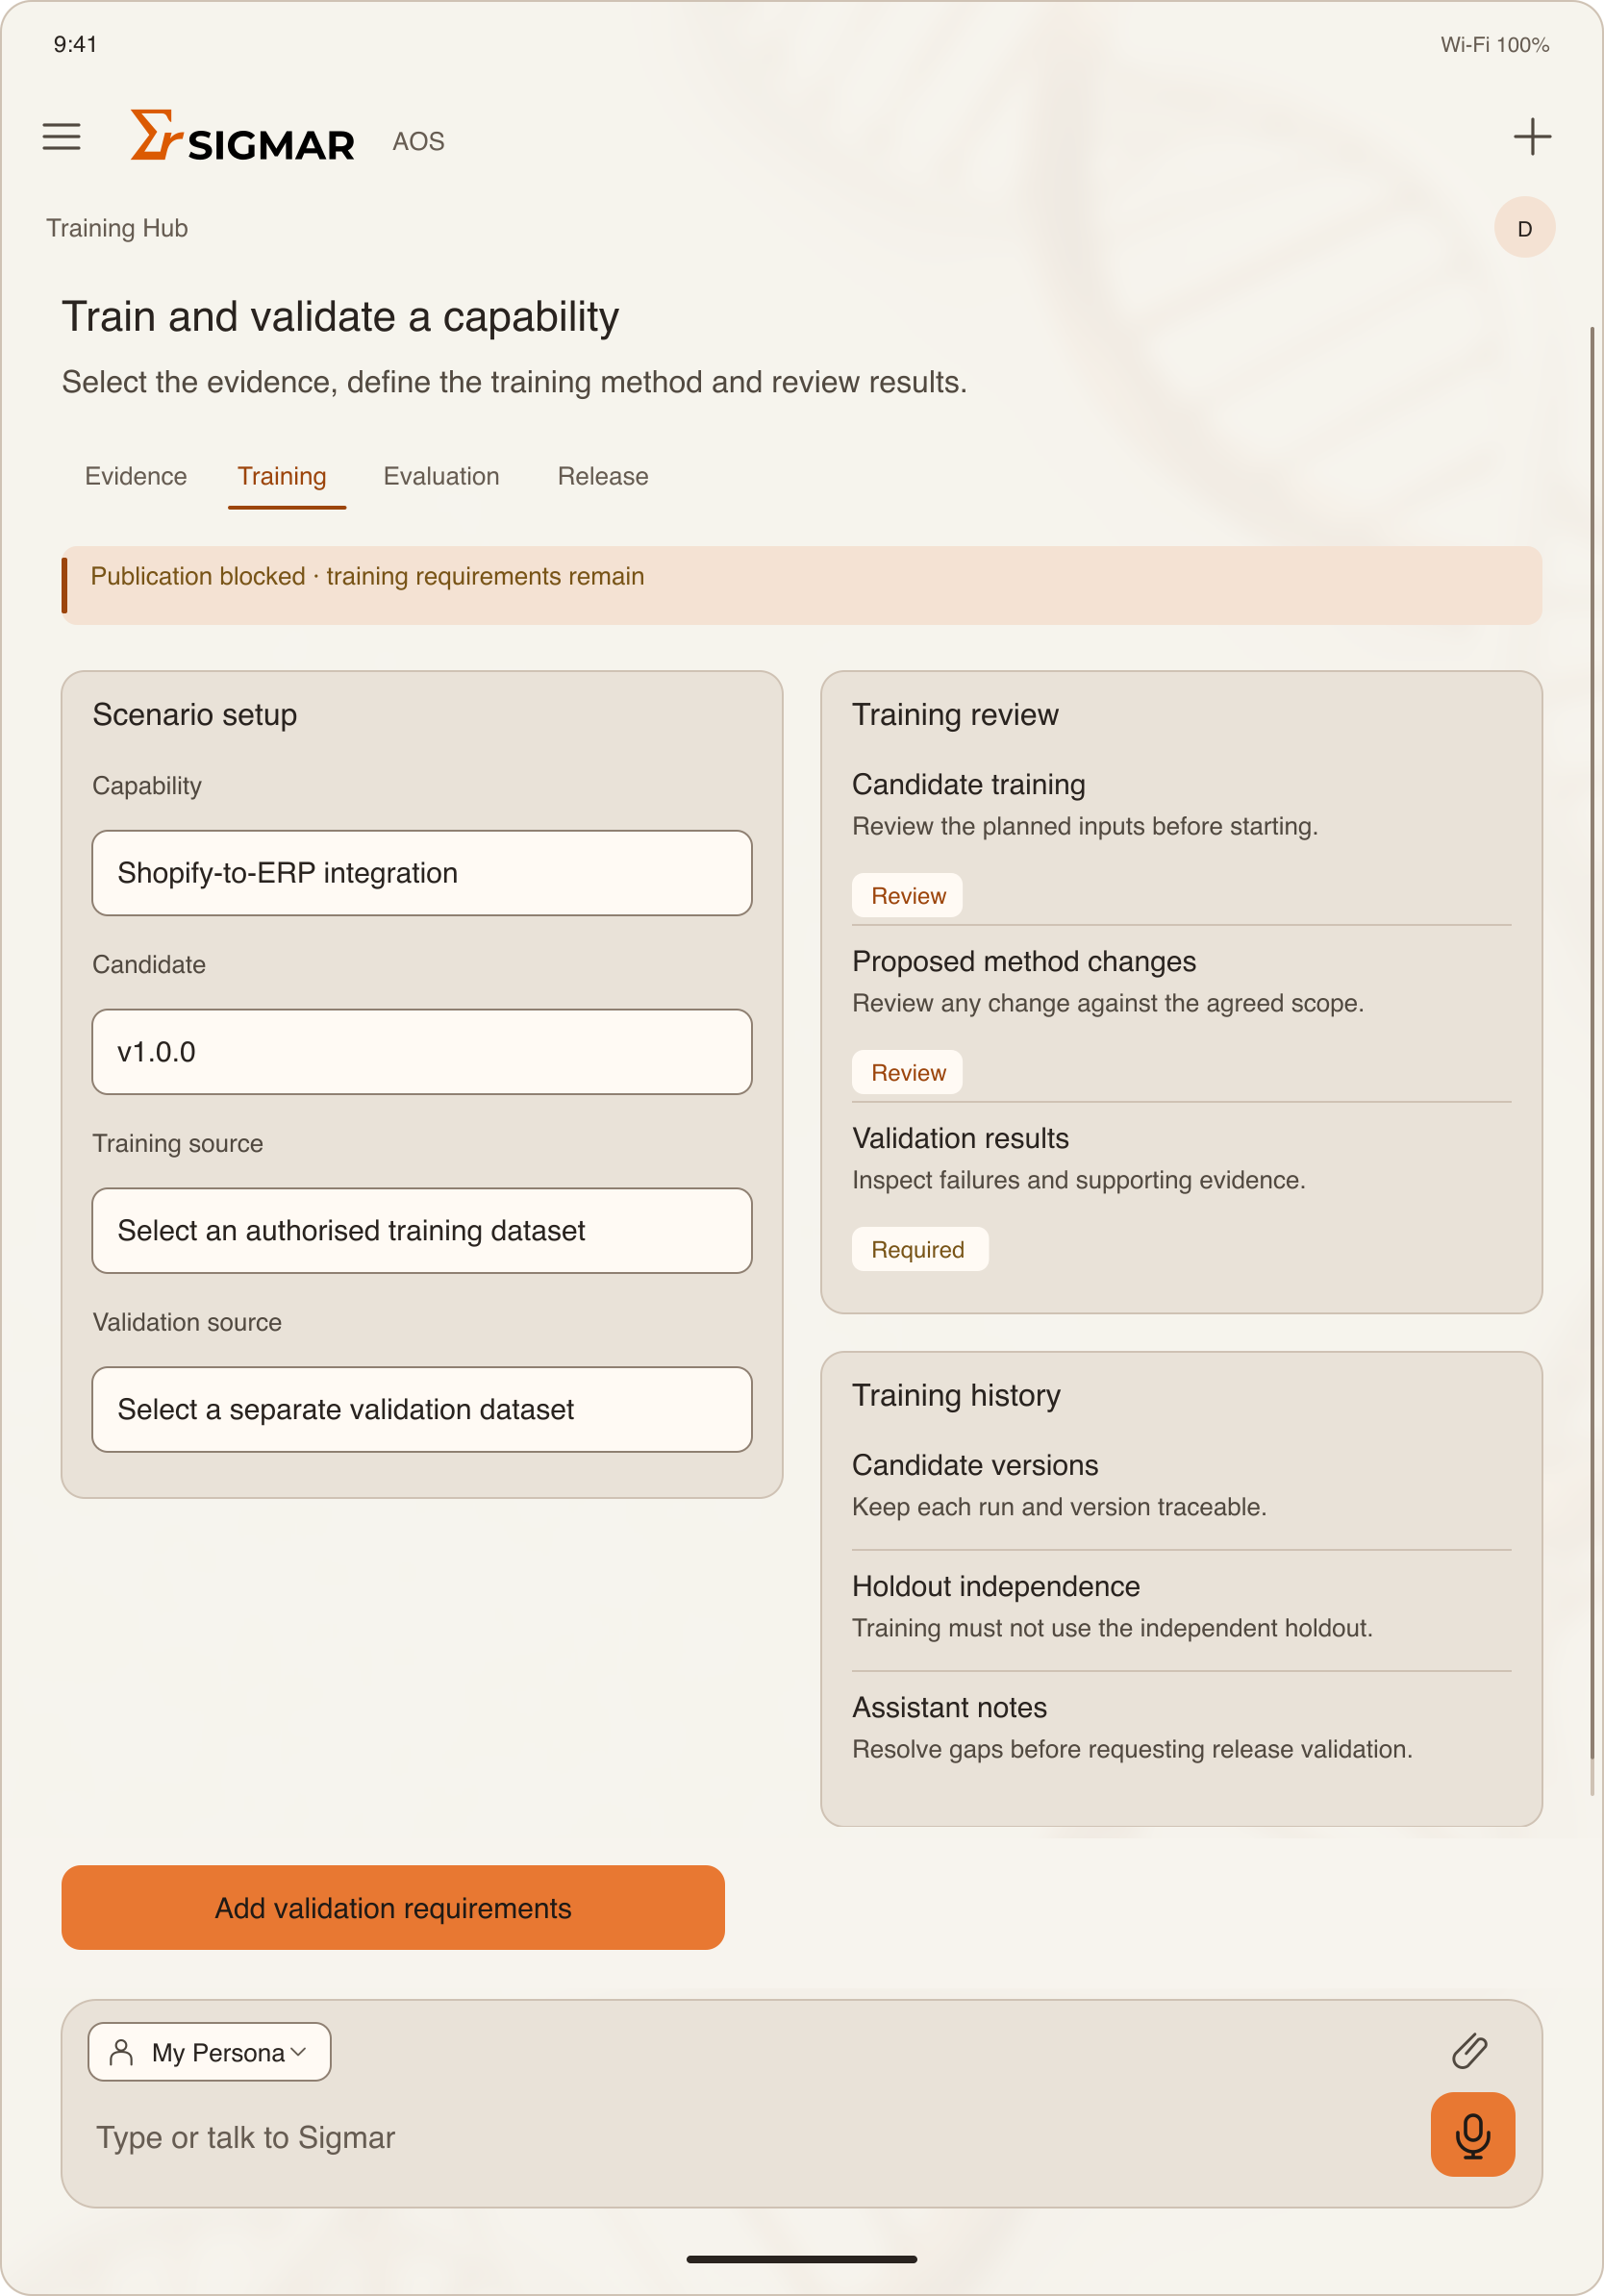 9:41
Wi-Fi 100%
Σr SIGMAR AOS
Training Hub
D
Train and validate a capability
Select the evidence, define the training method and review results.
Evidence
Training
Evaluation
Release
Publication blocked · training requirements remain
Scenario setup
Capability
Shopify-to-ERP integration
Candidate
v1.0.0
Training source
Select an authorised training dataset
Validation source
Select a separate validation dataset
Training review
Candidate training
Review the planned inputs before starting.
Review
Proposed method changes
Review any change against the agreed scope.
Review
Validation results
Inspect failures and supporting evidence.
Required
Training history
Candidate versions
Keep each run and version traceable.
Holdout independence
Training must not use the independent holdout.
Assistant notes
Resolve gaps before requesting release validation.
Add validation requirements
My Persona
Type or talk to Sigmar